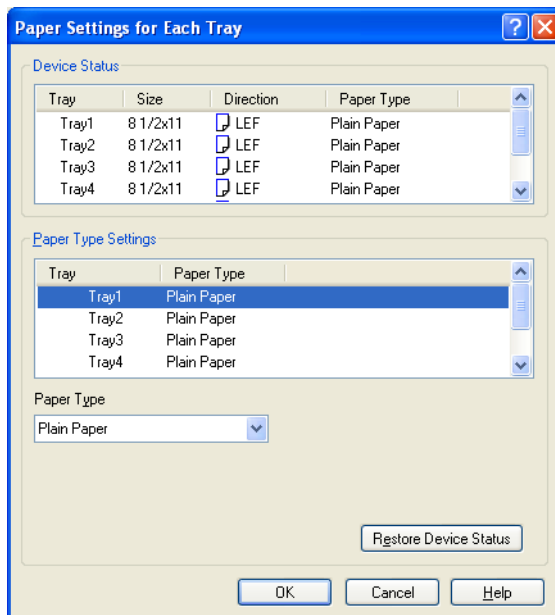 Paper Settings for Each Tray
Device Status
Tray Size Direction Paper Type
Tray1 8 1/2x11 LEF Plain Paper
Tray2 8 1/2x11 LEF Plain Paper
Tray3 8 1/2x11 LEF Plain Paper
Tray4 8 1/2x11 LEF Plain Paper
Paper Type Settings
Tray Paper Type
Tray1 Plain Paper
Tray2 Plain Paper
Tray3 Plain Paper
Tray4 Plain Paper
Paper Type
Plain Paper
Restore Device Status
OK Cancel Help